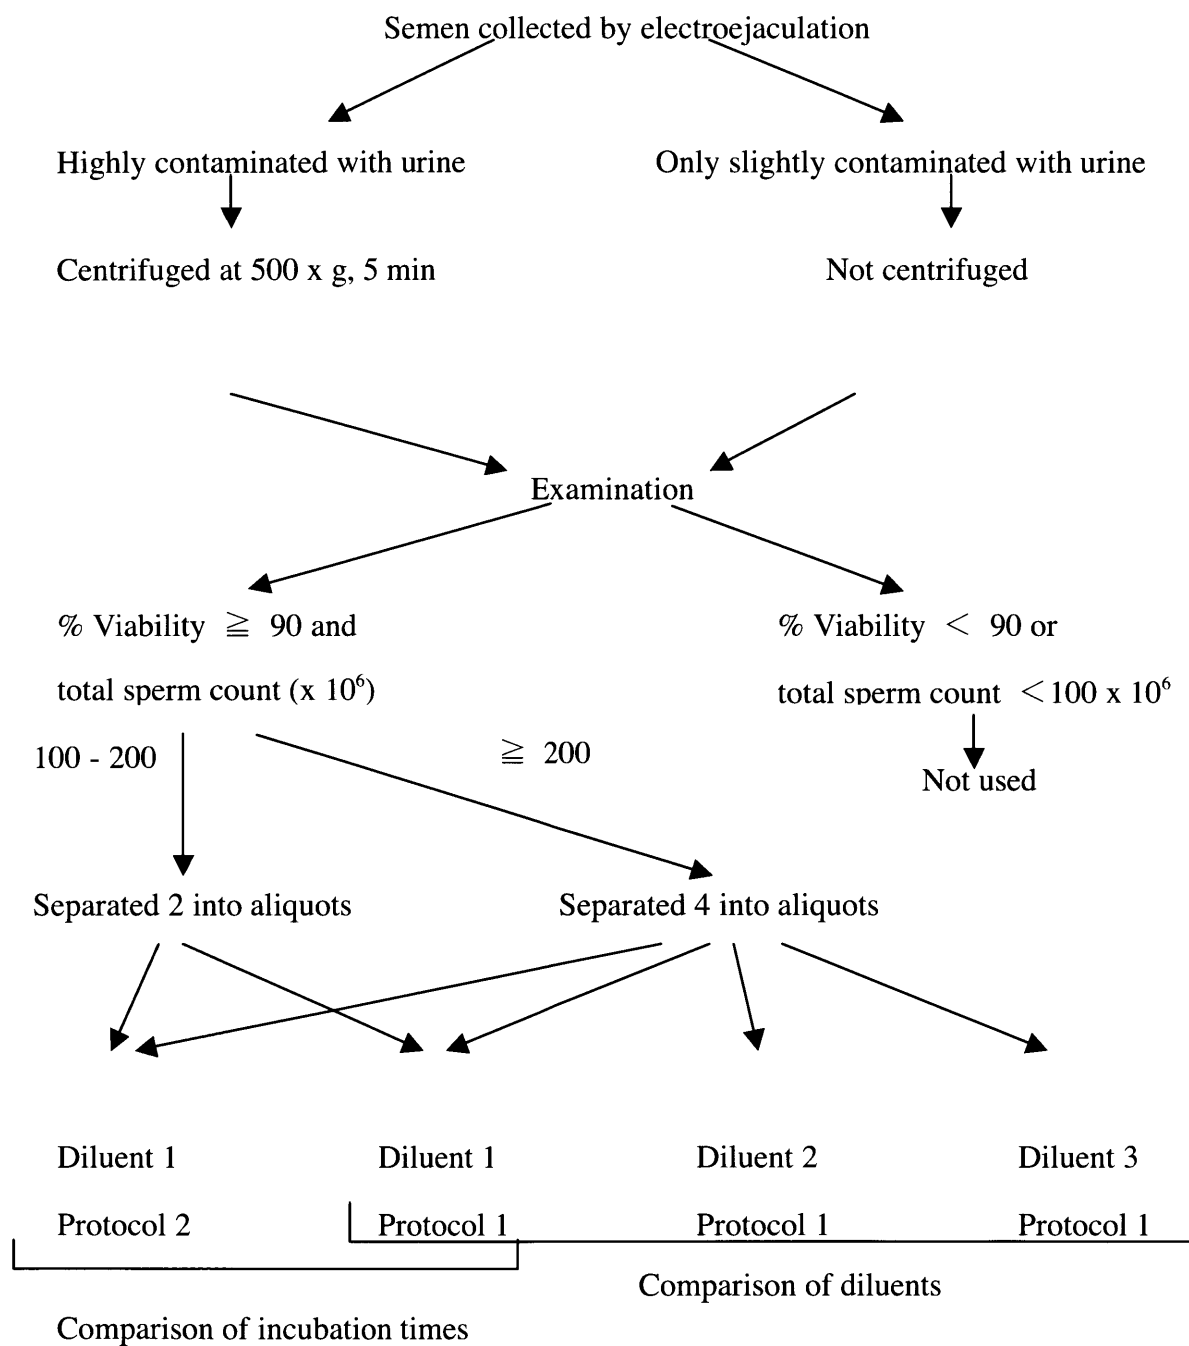 Semen collected by electroejaculation
Highly contaminated with urine
Only slightly contaminated with urine
Centrifuged at 500 x g, 5 min
Not centrifuged
Examination
% Viability ≧ 90 and
total sperm count (x 10⁶)
% Viability < 90 or
total sperm count <100 x 10⁶
100 - 200
≧ 200
Not used
Separated 2 into aliquots
Separated 4 into aliquots
Diluent 1
Diluent 1
Diluent 2
Diluent 3
Protocol 2
Protocol 1
Protocol 1
Protocol 1
Comparison of diluents
Comparison of incubation times